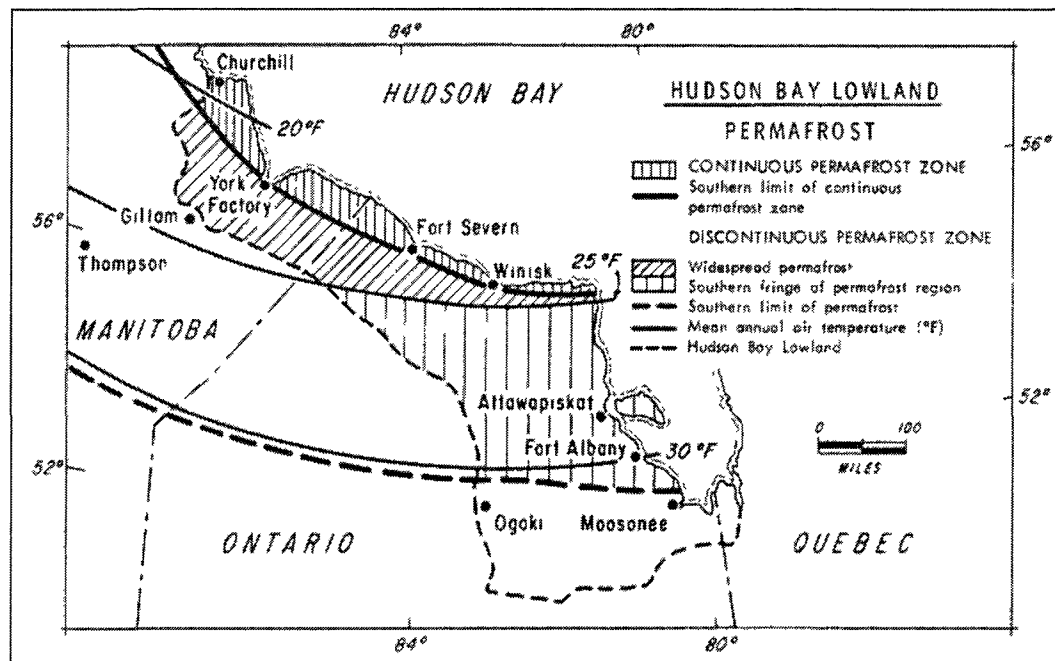 84°
80°
Churchill
HUDSON BAY
HUDSON BAY LOWLAND
PERMAFROST
20°F
56°
CONTINUOUS PERMAFROST ZONE
Southern limit of continuous
permafrost zone
York
Factory
56°
Gillam
Fort Severn
DISCONTINUOUS PERMAFROST ZONE
Thompson
Winisk
25°F
Widespread permafrost
Southern fringe of permafrost region
Southern limit of permafrost
MANITOBA
Mean annual air temperature (°F)
Hudson Bay Lowland
Attawapiskat
52°
0 100
MILES
Fort Albany
30°F
52°
Ogoki
Moosonee
ONTARIO
QUEBEC
84°
80°